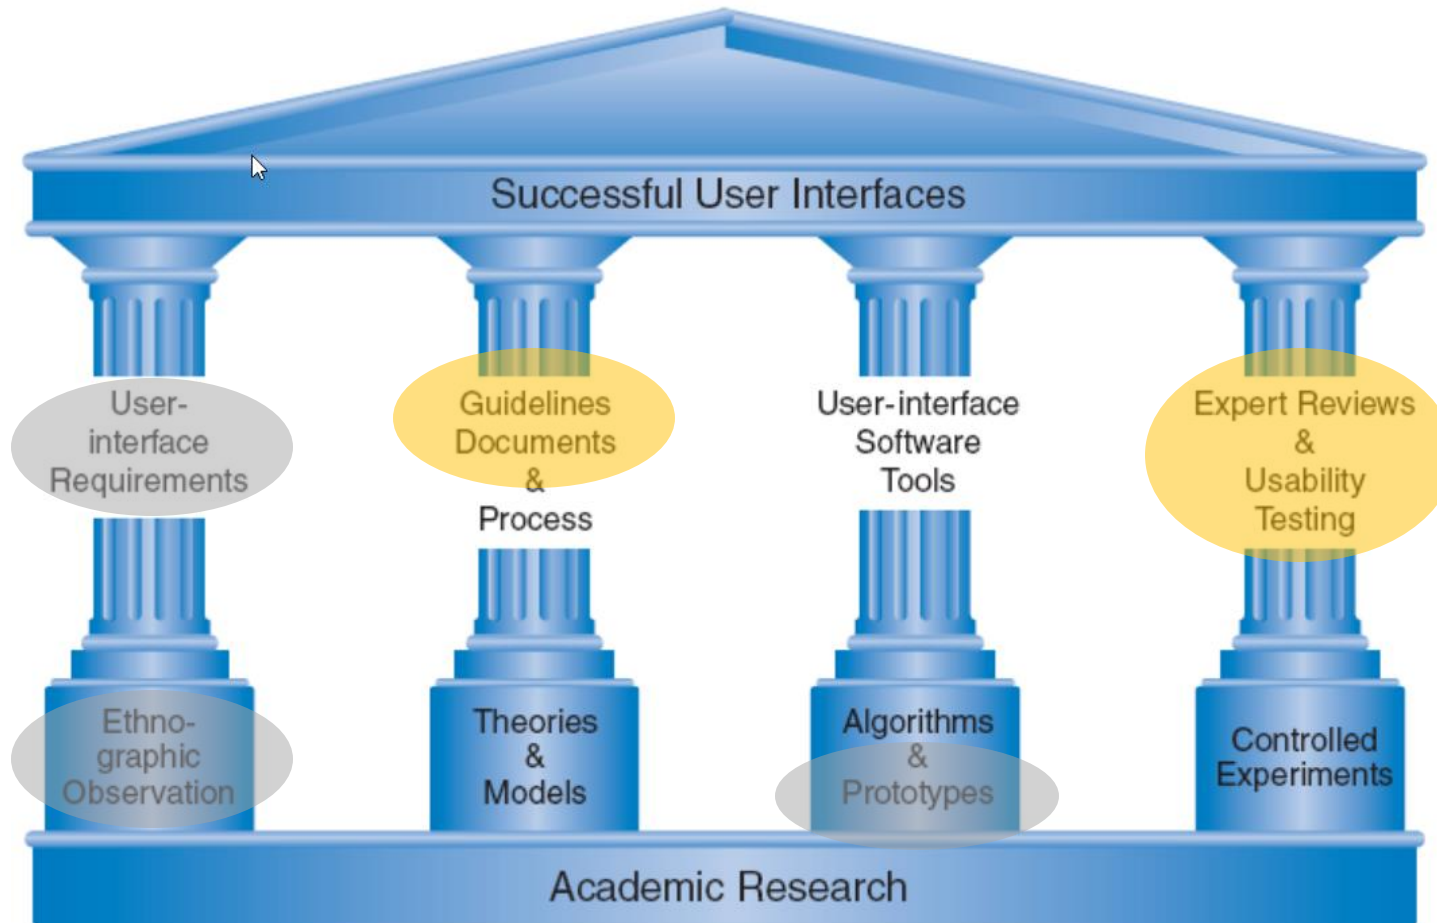 Successful User Interfaces
User-
interface
Requirements
Guidelines
Documents
&
Process
User-interface
Software
Tools
Expert Reviews
&
Usability
Testing
Ethno-
graphic
Observation
Theories
&
Models
Algorithms
&
Prototypes
Controlled
Experiments
Academic Research